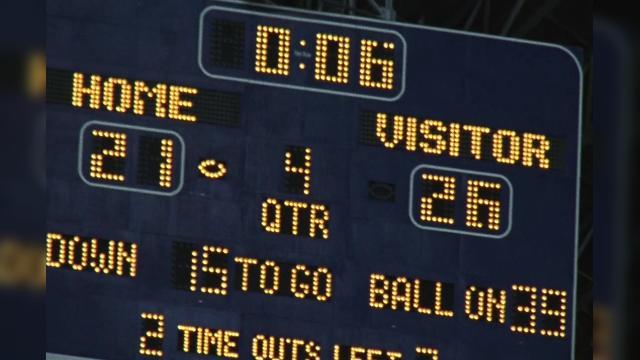 0:06
HOME VISITOR
21 4 26
QTR
DOWN 15 TO GO BALL ON 39
2 TIME OUTS LEFT